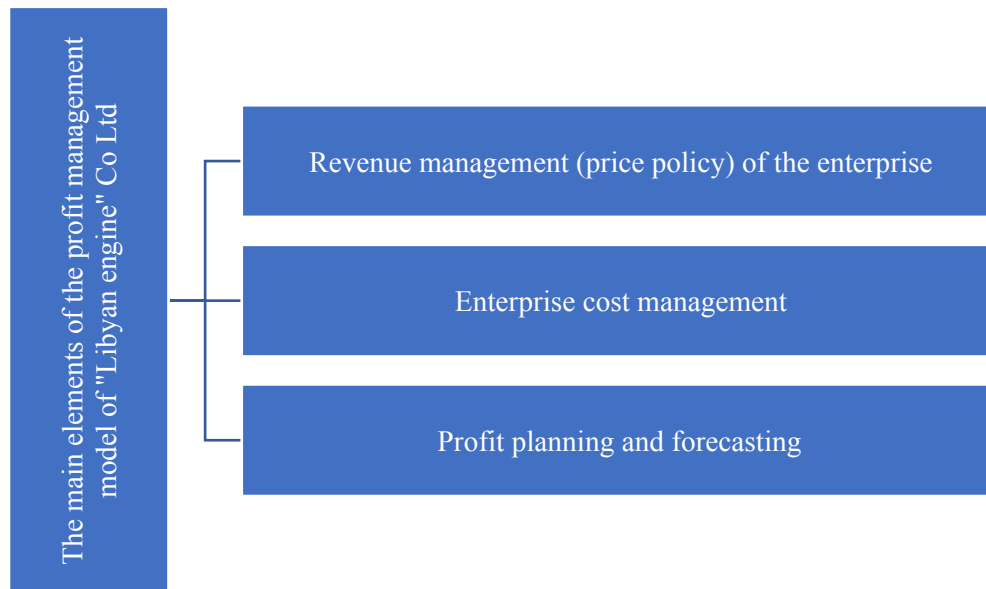 The main elements of the profit management
model of "Libyan engine" Co Ltd
Revenue management (price policy) of the enterprise
Enterprise cost management
Profit planning and forecasting